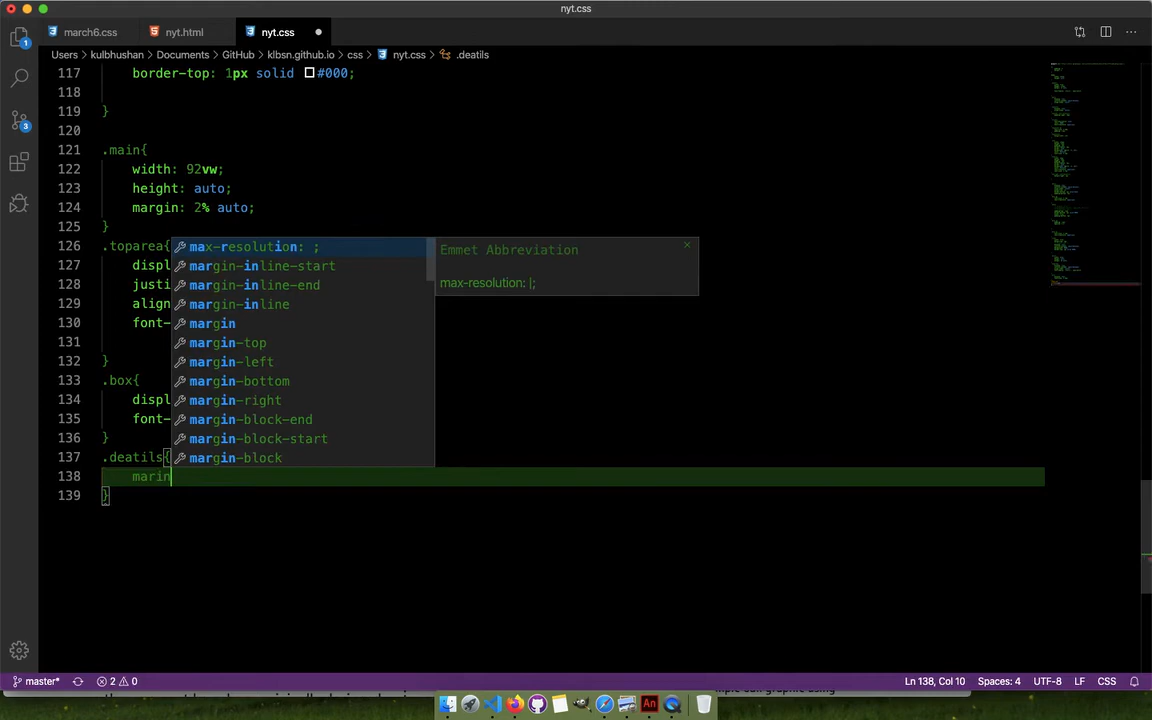 nyt.css
march6.css nyt.html nyt.css
Users › kulbhushan › Documents › GitHub › klbsn.github.io › css › nyt.css › .deatils
117 border-top: 1px solid #000;
118
119 }
120
121 .main{
122 width: 92vw;
123 height: auto;
124 margin: 2% auto;
125 }
126 .toparea{ max-resolution: ; Emmet Abbreviation
127 displ margin-inline-start
128 justi margin-inline-end max-resolution: |;
129 align margin-inline
130 font- margin
131 margin-top
132 } margin-left
133 .box{ margin-bottom
134 displ margin-right
135 font- margin-block-end
136 } margin-block-start
137 .deatils{ margin-block
138 marin
139 }
master* 2 0 Ln 138, Col 10 Spaces: 4 UTF-8 LF CSS
An
1
3